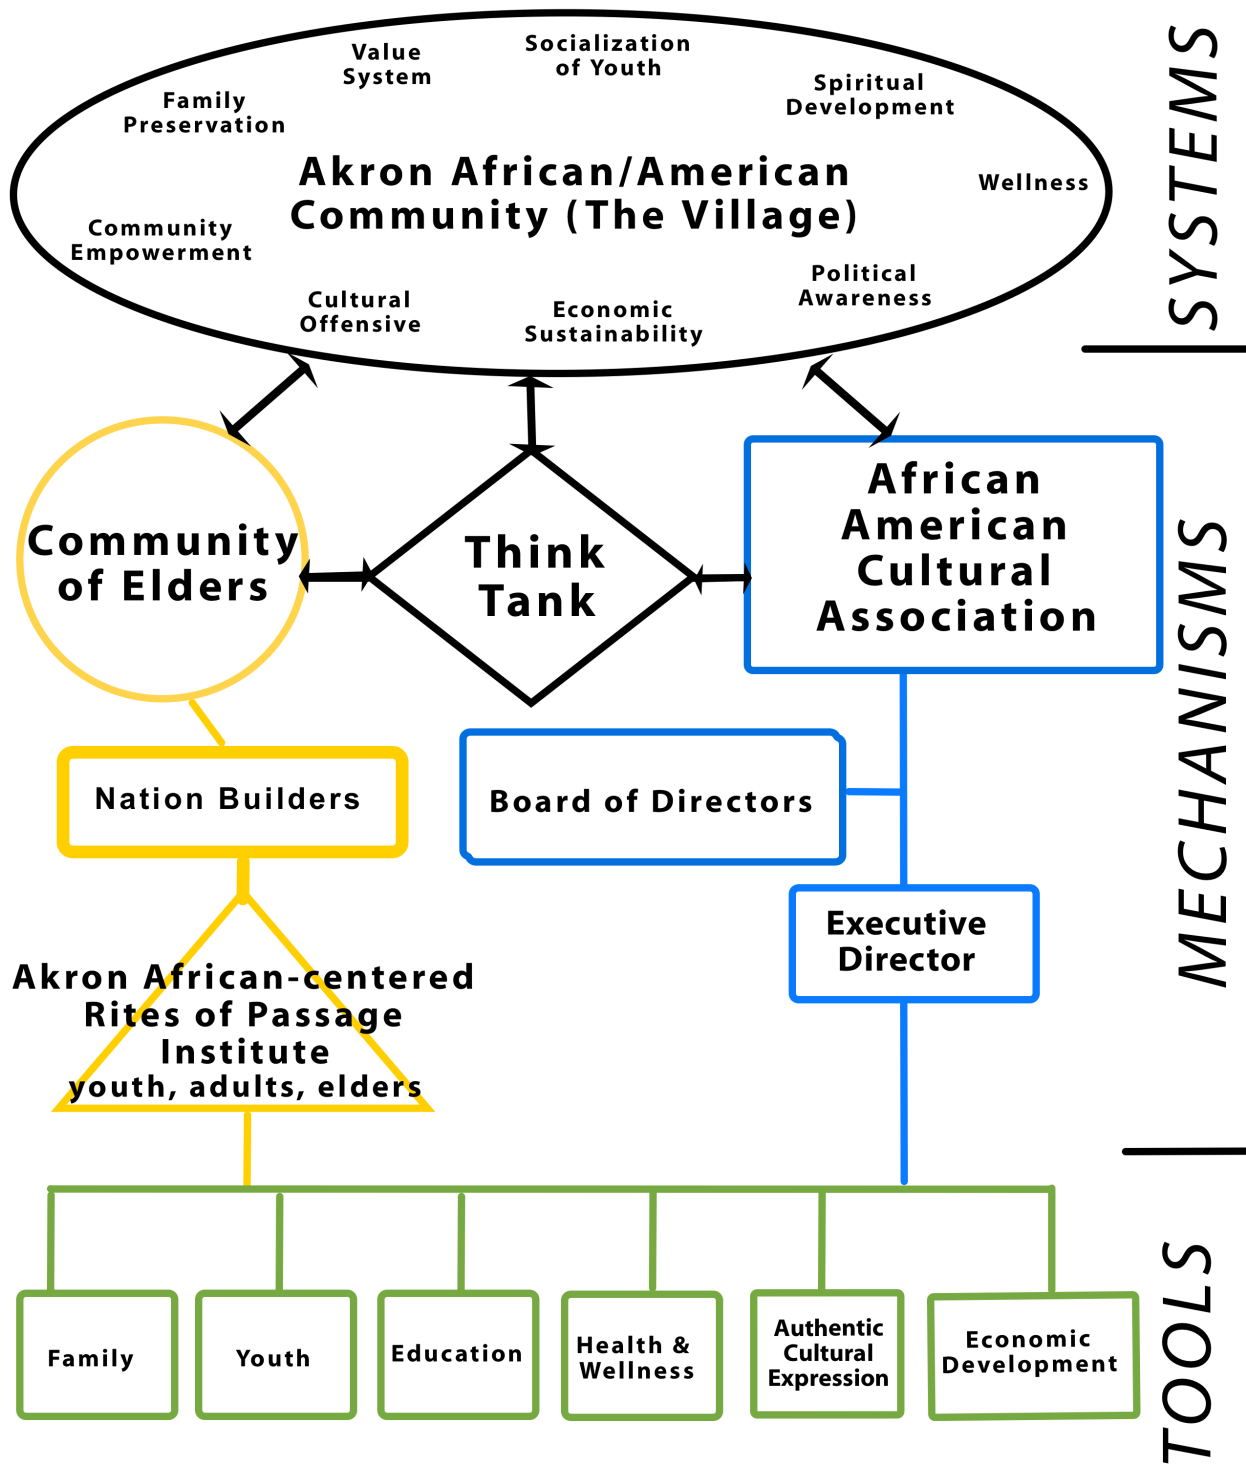 Value
System
Socialization
of Youth
Spiritual
Development
Family
Preservation
Akron African/American
Community (The Village)
Wellness
Community
Empowerment
Political
Awareness
Cultural
Offensive
Economic
Sustainability
SYSTEMS
Community
of Elders
Think
Tank
African
American
Cultural
Association
Nation Builders
Board of Directors
Executive
Director
Akron African-centered
Rites of Passage
Institute
youth, adults, elders
MECHANISMS
Family
Youth
Education
Health &
Wellness
Authentic
Cultural
Expression
Economic
Development
TOOLS